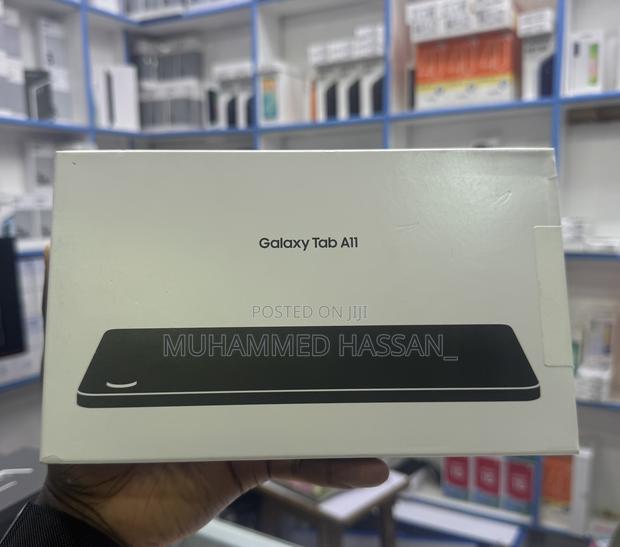 Galaxy Tab A11
POSTED ON JIJI
MUHAMMED HASSAN_